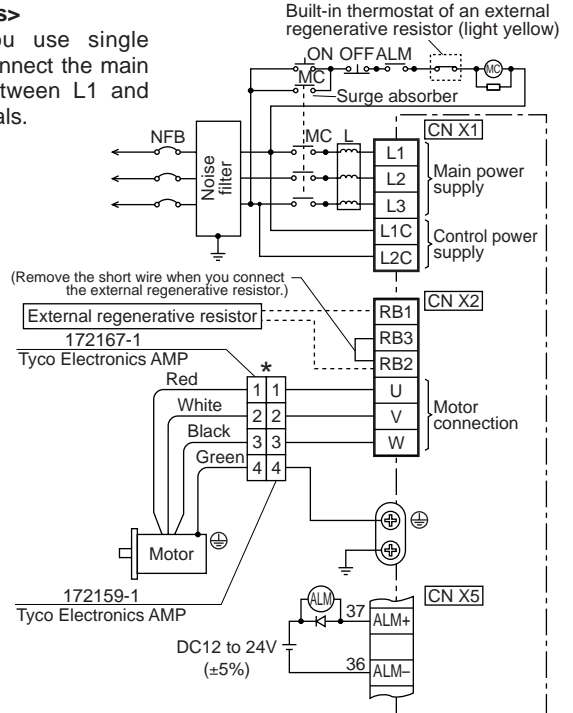 s>
ou use single
nnect the main
tween L1 and
als.
Built-in thermostat of an external
regenerative resistor (light yellow)
ON OFF ALM
MC
MC
Surge absorber
NFB
Noise
filter
MC L
CN X1
L1
L2
L3
L1C
L2C
Main power
supply
Control power
supply
(Remove the short wire when you connect
the external regenerative resistor.)
External regenerative resistor
CN X2
RB1
RB3
RB2
U
V
W
Motor
connection
172167-1
Tyco Electronics AMP
*
Red
White
Black
Green
1 1
2 2
3 3
4 4
Motor
172159-1
Tyco Electronics AMP
CN X5
ALM
37 ALM+
DC12 to 24V
(±5%)
36 ALM–